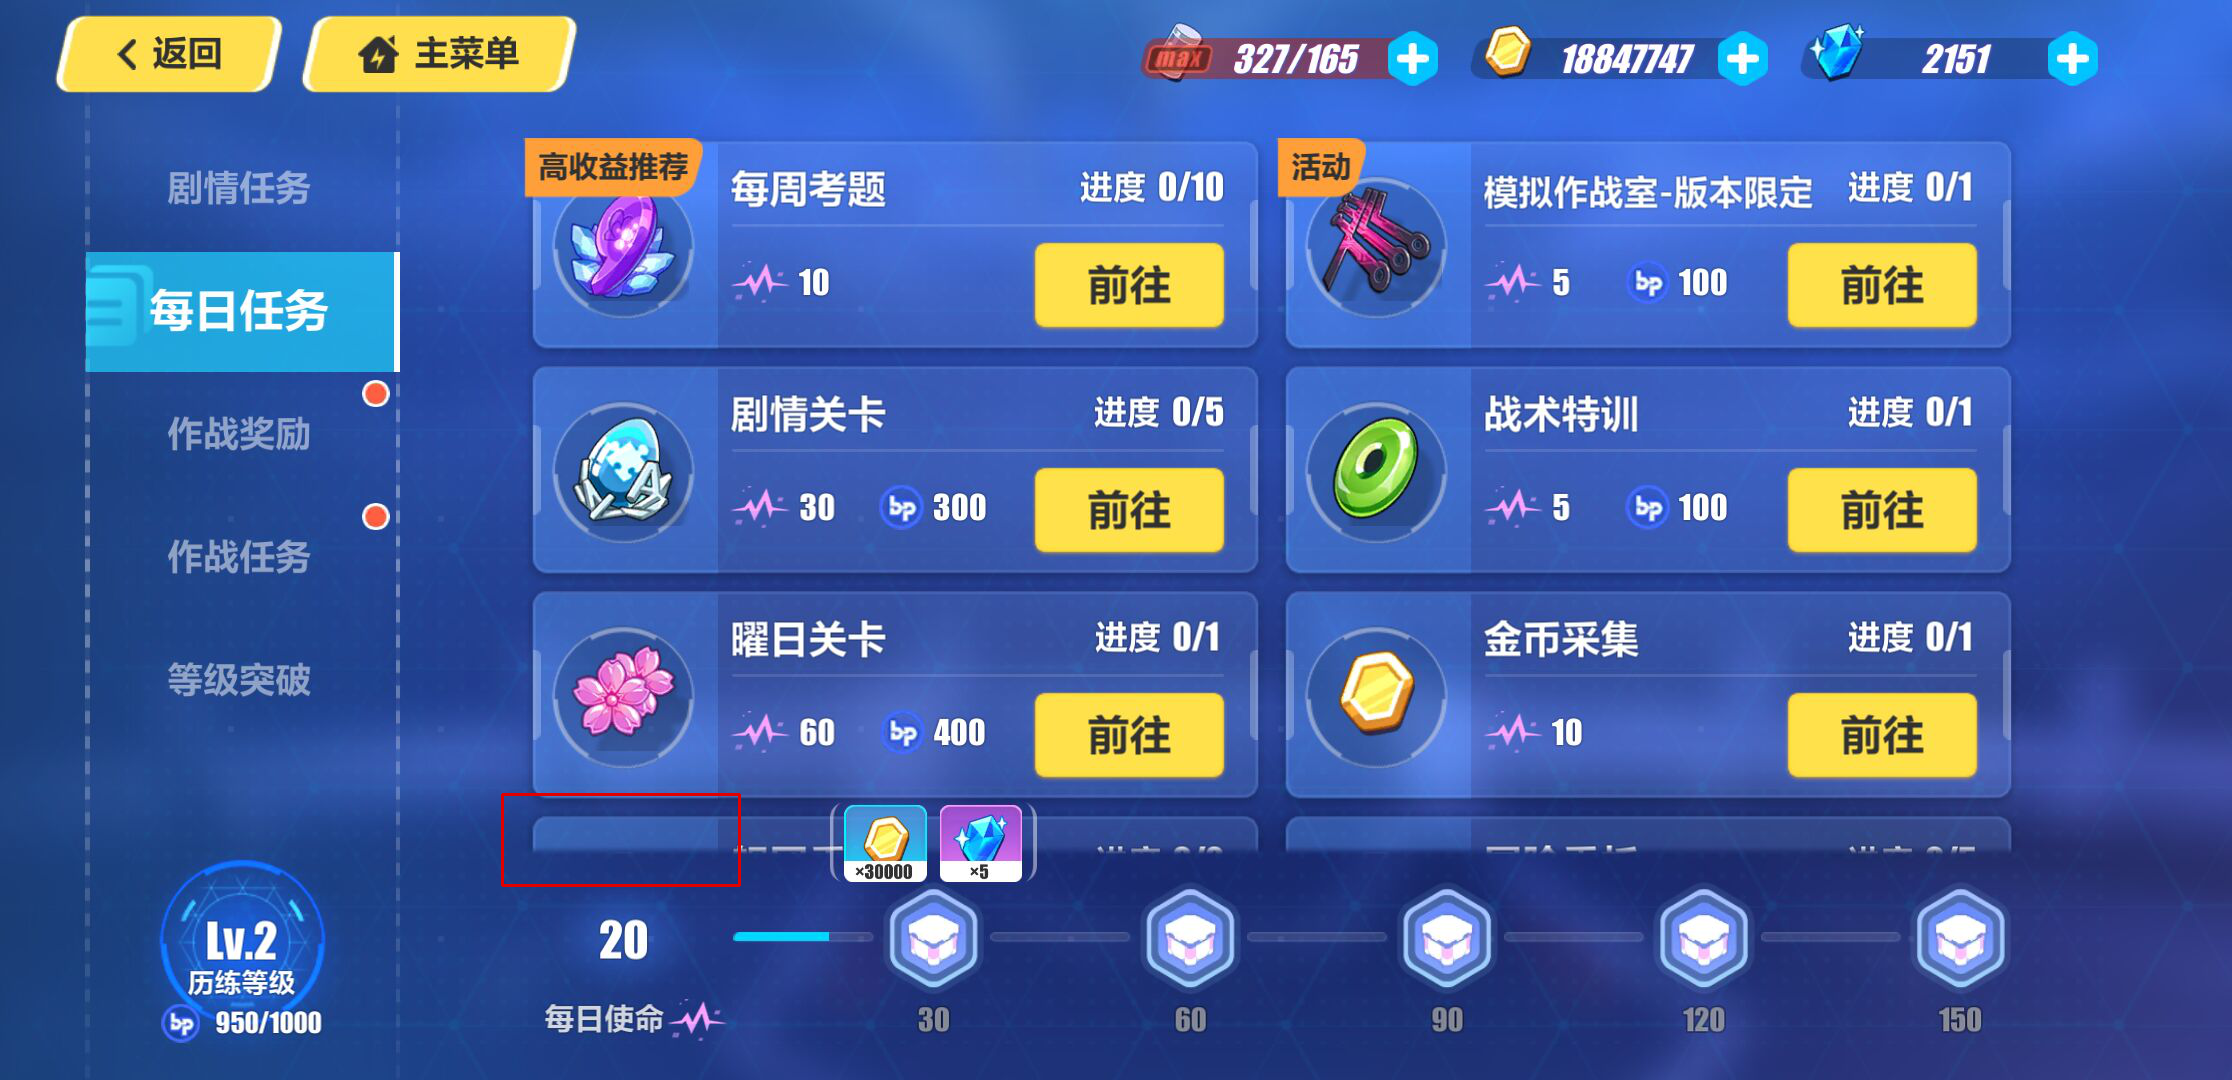 返回
主菜单
max 327/165
18847747
2151
剧情任务
每日任务
作战奖励
作战任务
等级突破
高收益推荐
每周考题
进度 0/10
10
前往
活动
模拟作战室-版本限定
进度 0/1
5
bp 100
前往
剧情关卡
进度 0/5
30
bp 300
前往
战术特训
进度 0/1
5
bp 100
前往
曜日关卡
进度 0/1
60
bp 400
前往
金币采集
进度 0/1
10
前往
×30000
×5
Lv.2
历练等级
bp 950/1000
20
每日使命
30
60
90
120
150